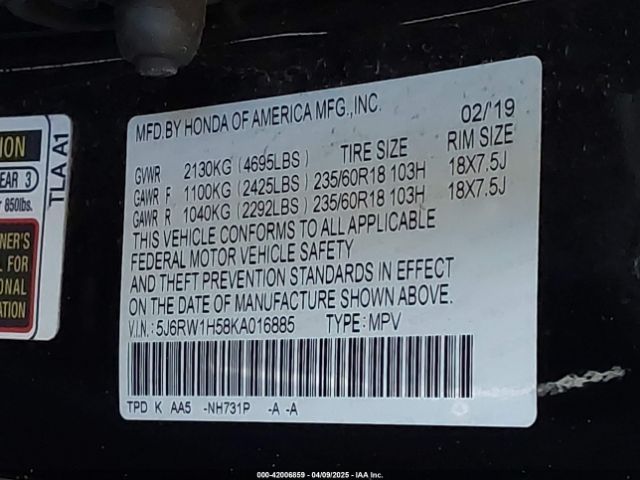 MFD.BY HONDA OF AMERICA MFG.,INC. 02/'19
GVWR 2130KG (4695LBS) TIRE SIZE RIM SIZE
GAWR F 1100KG (2425LBS) 235/60R18 103H 18X7.5J
GAWR R 1040KG (2292LBS) 235/60R18 103H 18X7.5J
THIS VEHICLE CONFORMS TO ALL APPLICABLE
FEDERAL MOTOR VEHICLE SAFETY
AND THEFT PREVENTION STANDARDS IN EFFECT
ON THE DATE OF MANUFACTURE SHOWN ABOVE.
V.I.N.: 5J6RW1H58KA016885 TYPE: MPV
TPD K AA5 -NH731P -A -A
TLA A1
ION
EAR 3
r 850lbs.
NER'S
L FOR
ONAL
ATION
000-42006859 - 04/09/2025 - IAA Inc.